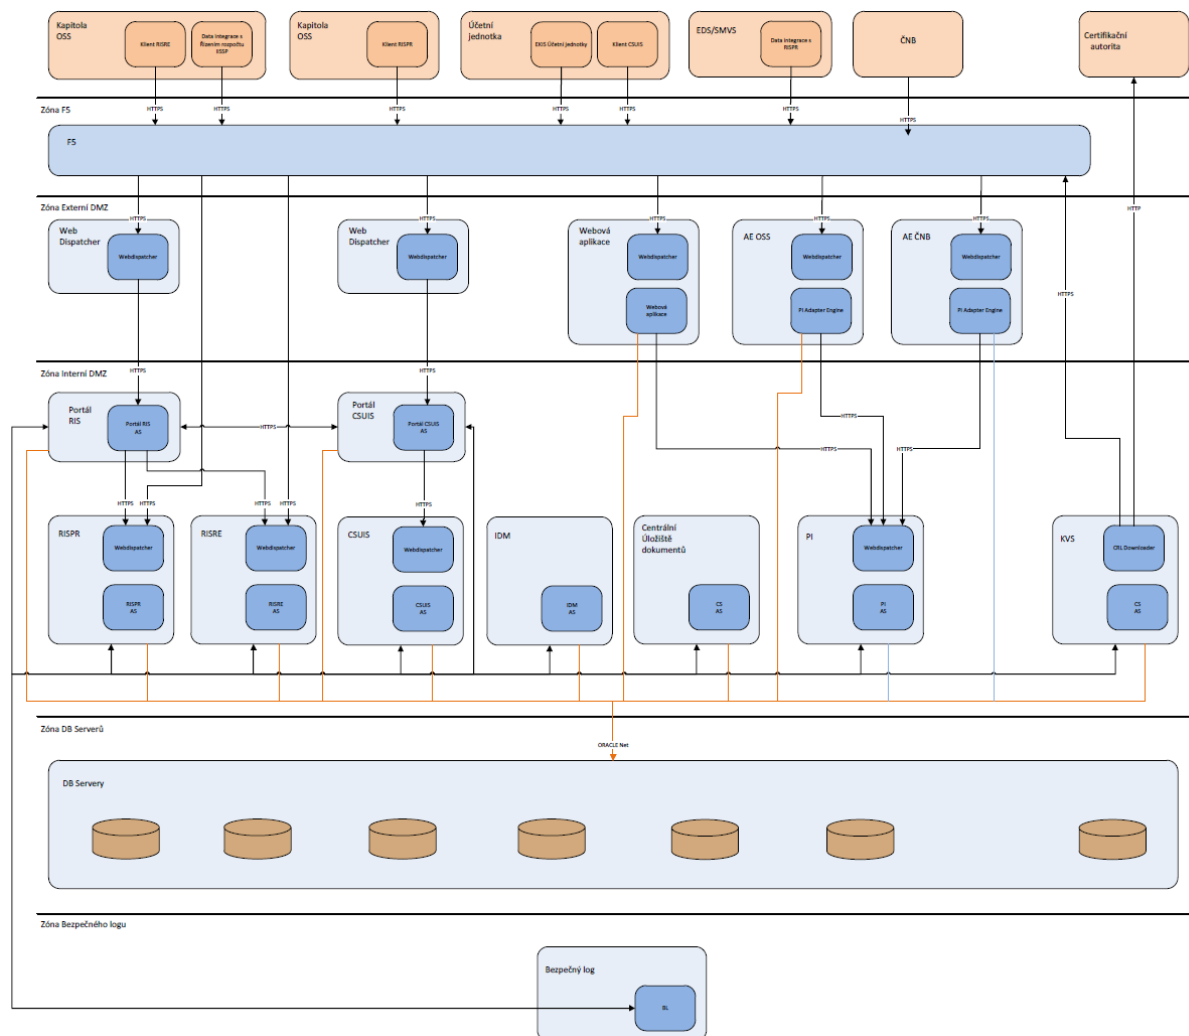 Kapitola
OSS
Klient RISRE
Data Integrace s
Řízením rozpočtu
EISSP
Kapitola
OSS
Klient RISPR
Účetní
jednotka
EKIS Účetní jednotky
Klient CSUIS
EDS/SMVS
Data Integrace s
RISPR
ČNB
Certifikační
autorita
HTTPS
HTTPS
HTTPS
HTTPS
HTTPS
HTTPS
HTTPS
Zóna F5
F5
Zóna Externí DMZ
HTTPS
HTTPS
HTTPS
HTTPS
HTTPS
HTTP
Web
Dispatcher
Webdispatcher
Web
Dispatcher
Webdispatcher
Webová
aplikace
Webdispatcher
Webové
aplikace
AE OSS
Webdispatcher
PI Adapter Engine
AE ČNB
Webdispatcher
PI Adapter Engine
HTTPS
Zóna Interní DMZ
HTTPS
HTTPS
Portál
RIS
Portál RIS
AS
HTTPS
Portál
CSUIS
Portál CSUIS
AS
HTTPS
HTTPS
HTTPS
HTTPS
HTTPS
HTTPS
HTTPS
HTTPS
HTTPS
RISPR
Webdispatcher
RISPR
AS
RISRE
Webdispatcher
RISRE
AS
CSUIS
Webdispatcher
CSUIS
AS
IDM
IDM
AS
Centrální
Úložiště
dokumentů
CS
AS
PI
Webdispatcher
PI
AS
KVS
CRL Downloader
CS
AS
Zóna DB Serverů
ORACLE Net
DB Servery
Zóna Bezpečného logu
Bezpečný log
BL